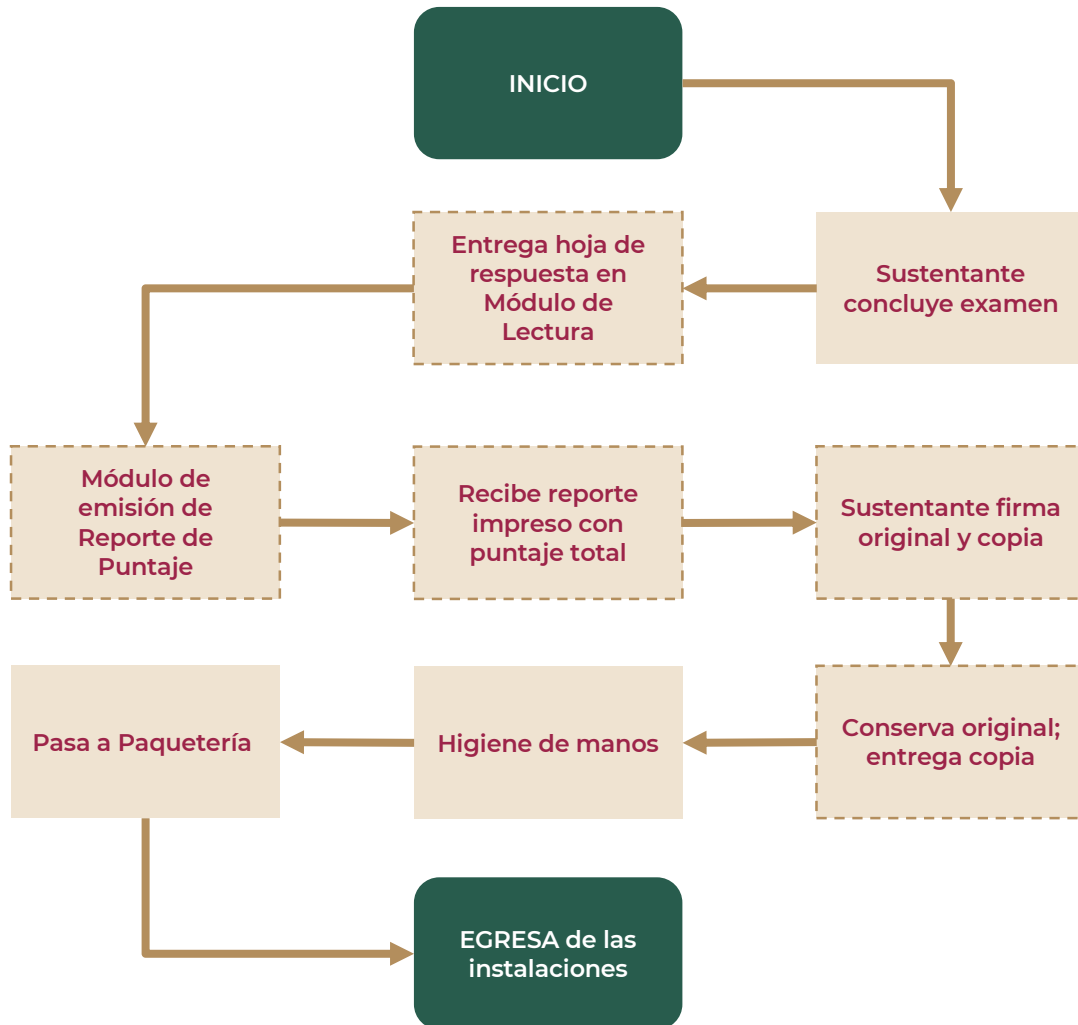 INICIO
Sustentante
concluye examen
Entrega hoja de
respuesta en
Módulo de
Lectura
Módulo de
emisión de
Reporte de
Puntaje
Recibe reporte
impreso con
puntaje total
Sustentante firma
original y copia
Conserva original;
entrega copia
Higiene de manos
Pasa a Paquetería
EGRESA de las
instalaciones